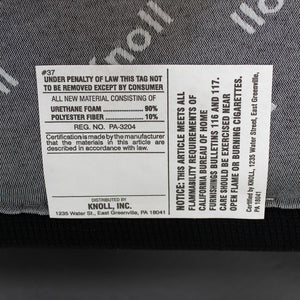 Knoll
#37
UNDER PENALTY OF LAW THIS TAG NOT
TO BE REMOVED EXCEPT BY CONSUMER
ALL NEW MATERIAL CONSISTING OF
URETHANE FOAM 90%
POLYESTER FIBER 10%
REG. NO. PA-3204
Certification is made by the manufacturer
that the materials in this article are
described in accordance with law.
DISTRIBUTED BY
KNOLL, INC.
1235 Water St., East Greenville, PA 18041
NOTICE: THIS ARTICLE MEETS ALL
FLAMMABILITY REQUIREMENTS OF
CALIFORNIA BUREAU OF HOME
FURNISHINGS BULLETINS 116 AND 117.
CARE SHOULD BE EXERCISED NEAR
OPEN FLAME OR BURNING CIGARETTES.
Certified by KNOLL, 1235 Water Street, East Greenville,
PA 18041